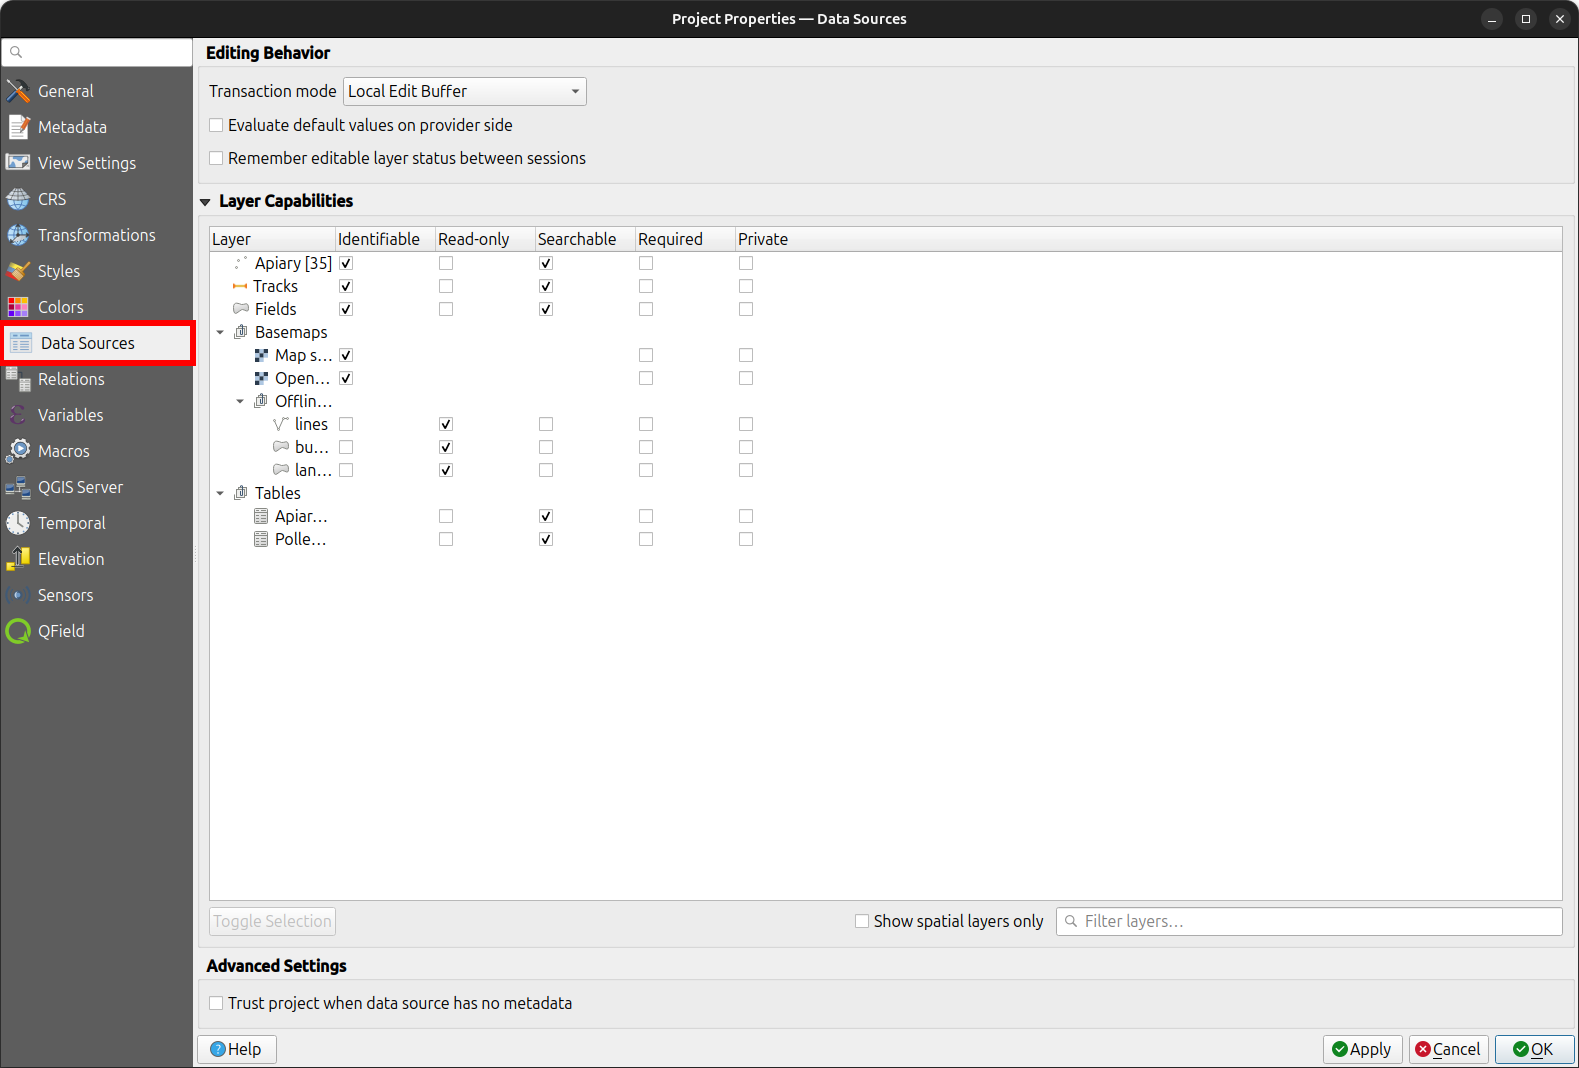 Project Properties — Data Sources
General
Metadata
View Settings
CRS
Transformations
Styles
Colors
Data Sources
Relations
Variables
Macros
QGIS Server
Temporal
Elevation
Sensors
QField
Editing Behavior
Transaction mode Local Edit Buffer
Evaluate default values on provider side
Remember editable layer status between sessions
Layer Capabilities
Layer Identifiable Read-only Searchable Required Private
Apiary [35]
Tracks
Fields
Basemaps
Map s...
Open...
Offlin...
lines
bu...
lan...
Tables
Apiar...
Polle...
Toggle Selection Show spatial layers only Filter layers...
Advanced Settings
Trust project when data source has no metadata
Help Apply Cancel OK